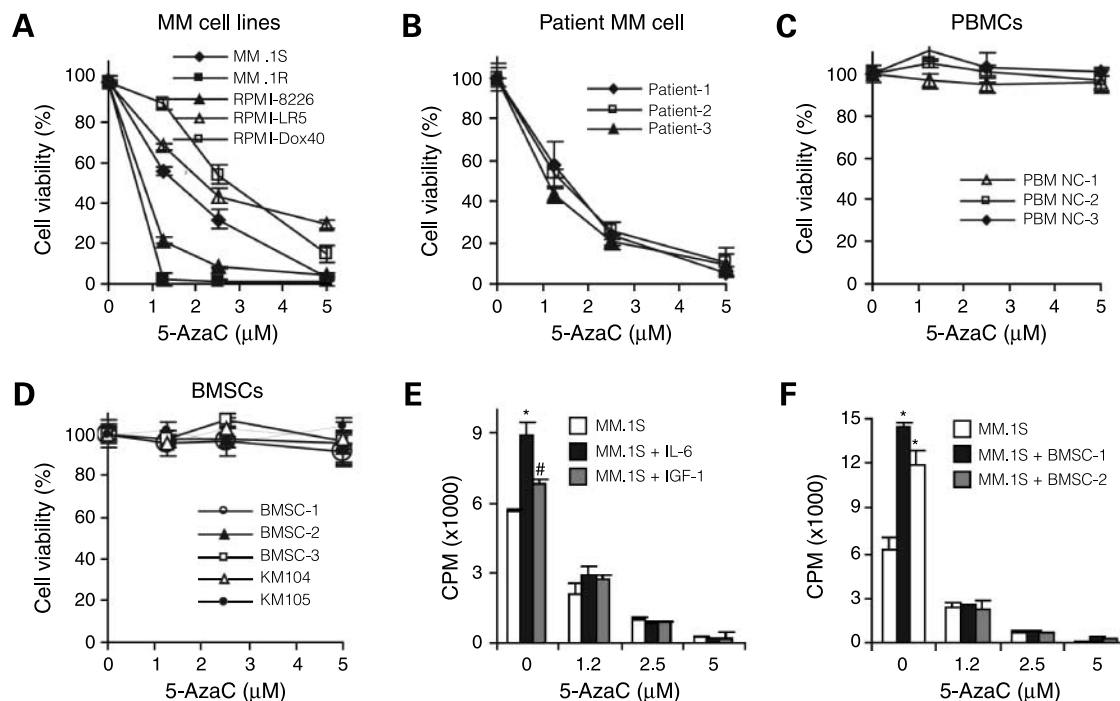 A
MM cell lines
Cell viability (%)
100
80
60
40
20
0
MM .1S
MM .1R
RPMI-8226
RPMI-LR5
RPMI-Dox40
0 1 2 3 4 5
5-AzaC (μM)
B
Patient MM cell
Cell viability (%)
100
80
60
40
20
0
Patient-1
Patient-2
Patient-3
0 1 2 3 4 5
5-AzaC (μM)
C
PBMCs
Cell viability (%)
100
80
60
40
20
0
PBM NC-1
PBM NC-2
PBM NC-3
0 1 2 3 4 5
5-AzaC (μM)
D
BMSCs
Cell viability (%)
100
80
60
40
20
0
BMSC-1
BMSC-2
BMSC-3
KM104
KM105
0 1 2 3 4 5
5-AzaC (μM)
E
CPM (x1000)
9
6
3
0
*
#
MM.1S
MM.1S + IL-6
MM.1S + IGF-1
0 1.2 2.5 5
5-AzaC (μM)
F
CPM (x1000)
15
12
9
6
3
0
*
*
MM.1S
MM.1S + BMSC-1
MM.1S + BMSC-2
0 1.2 2.5 5
5-AzaC (μM)